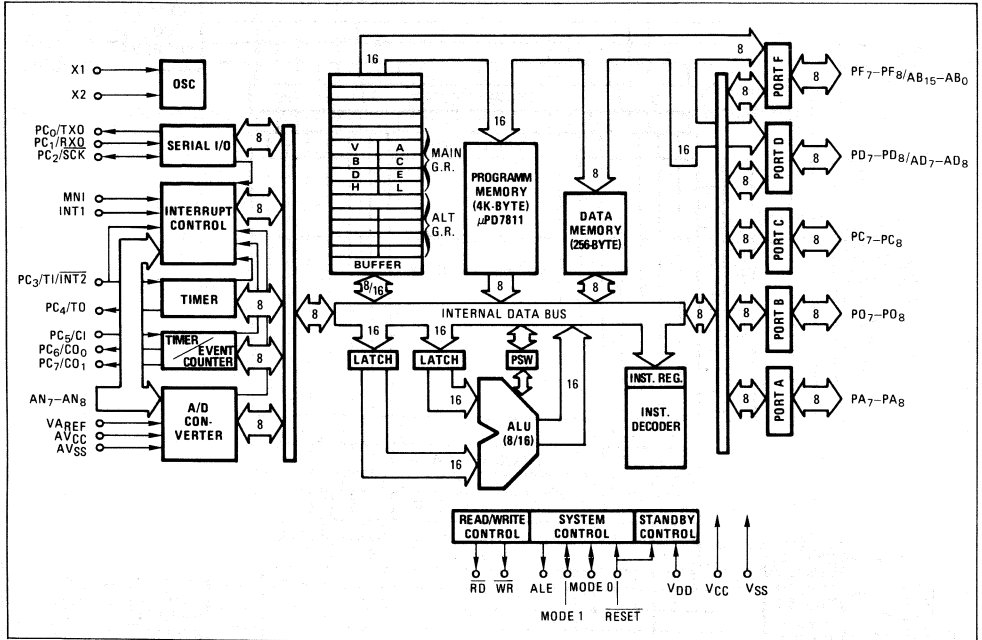 X1
X2
OSC
PC0/TXO
PC1/RXO
PC2/SCK
SERIAL I/O
8
MNI
INT1
INTERRUPT
CONTROL
8
PC3/TI/INT2
PC4/TO
TIMER
8
PC5/CI
PC6/CO0
PC7/CO1
TIMER
/EVENT
COUNTER
8
AN7–AN8
VAREF
AVCC
AVSS
A/D
CON-
VERTER
8
16
V A
B C
D E
H L
MAIN
G.R.
ALT
G.R.
BUFFER
8/16
16
PROGRAMM
MEMORY
(4K-BYTE)
μPD7811
8
8
DATA
MEMORY
(256-BYTE)
8
16
8
8
INTERNAL DATA BUS
8
16
16
LATCH
LATCH
PSW
16
16
16
ALU
(8/16)
INST. REG.
INST.
DECODER
8
PORT F
8
PF7–PF8/AB15–AB0
8
PORT D
8
PD7–PD8/AD7–AD8
8
PORT C
8
PC7–PC8
8
PORT B
8
PO7–PO8
8
PORT A
8
PA7–PA8
READ/WRITE
CONTROL
SYSTEM
CONTROL
STANDBY
CONTROL
RD
WR
ALE
MODE 0
MODE 1
RESET
VDD
VCC
VSS